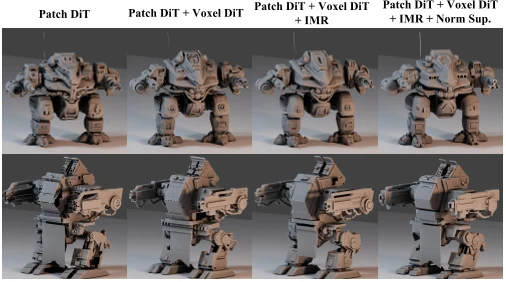 Patch DiT
Patch DiT + Voxel DiT
Patch DiT + Voxel DiT
+ IMR
Patch DiT + Voxel DiT
+ IMR + Norm Sup.